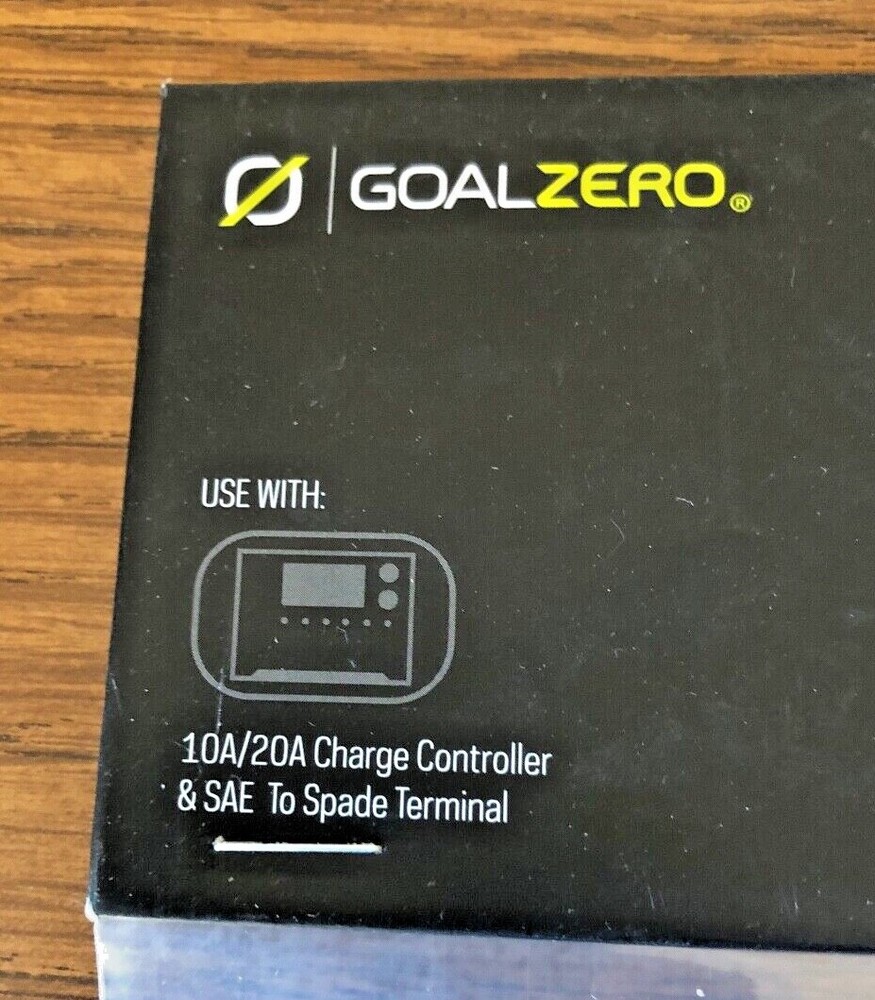 GOALZERO®
USE WITH:
10A/20A Charge Controller
& SAE To Spade Terminal